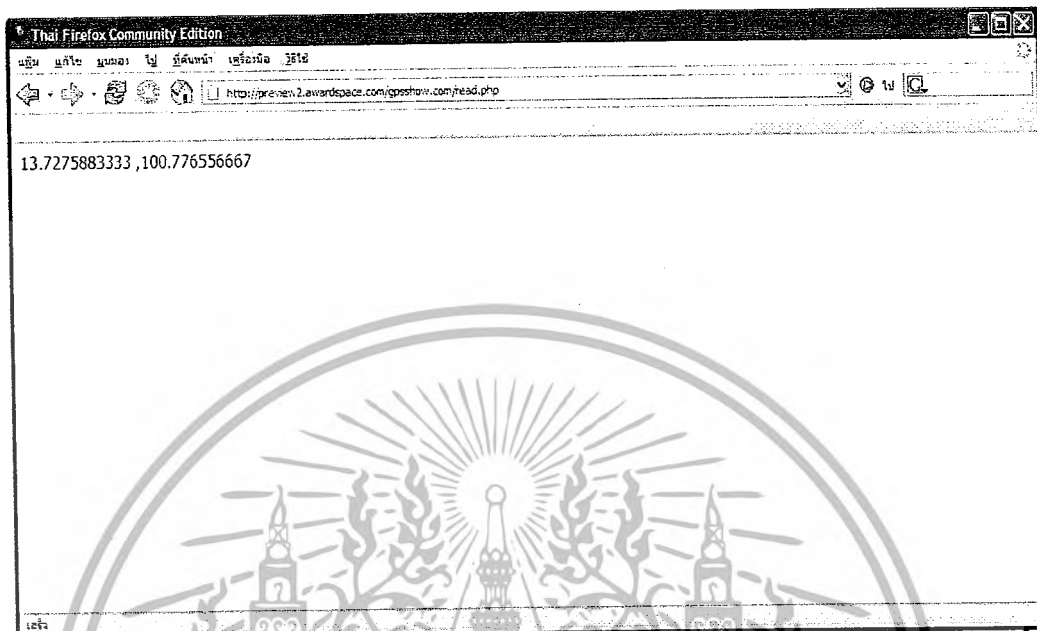 Thai Firefox Community Edition
แฟ้ม แก้ไข มุมมอง ไป ที่คั่นหน้า เครื่องมือ วิธีใช้
http://preview2.awardspace.com/gpsshow.com/read.php ไป
13.7275883333 ,100.776556667
เสร็จ